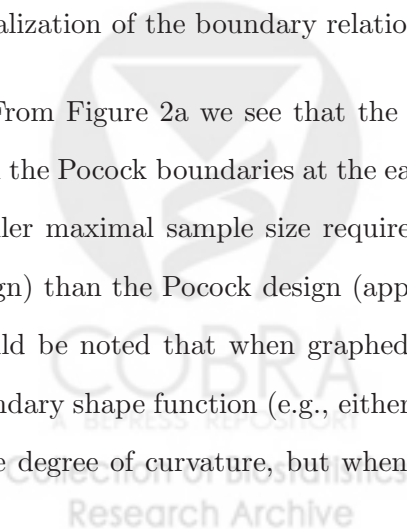 alization of the boundary relatio
From Figure 2a we see that the
the Pocock boundaries at the ea
ler maximal sample size require
gn) than the Pocock design (app
ld be noted that when graphed
COBRA
ndary shape function (e.g., either
A BEPRESS REPOSITORY
e degree of curvature, but when
Collection of Biostatistics
Research Archive